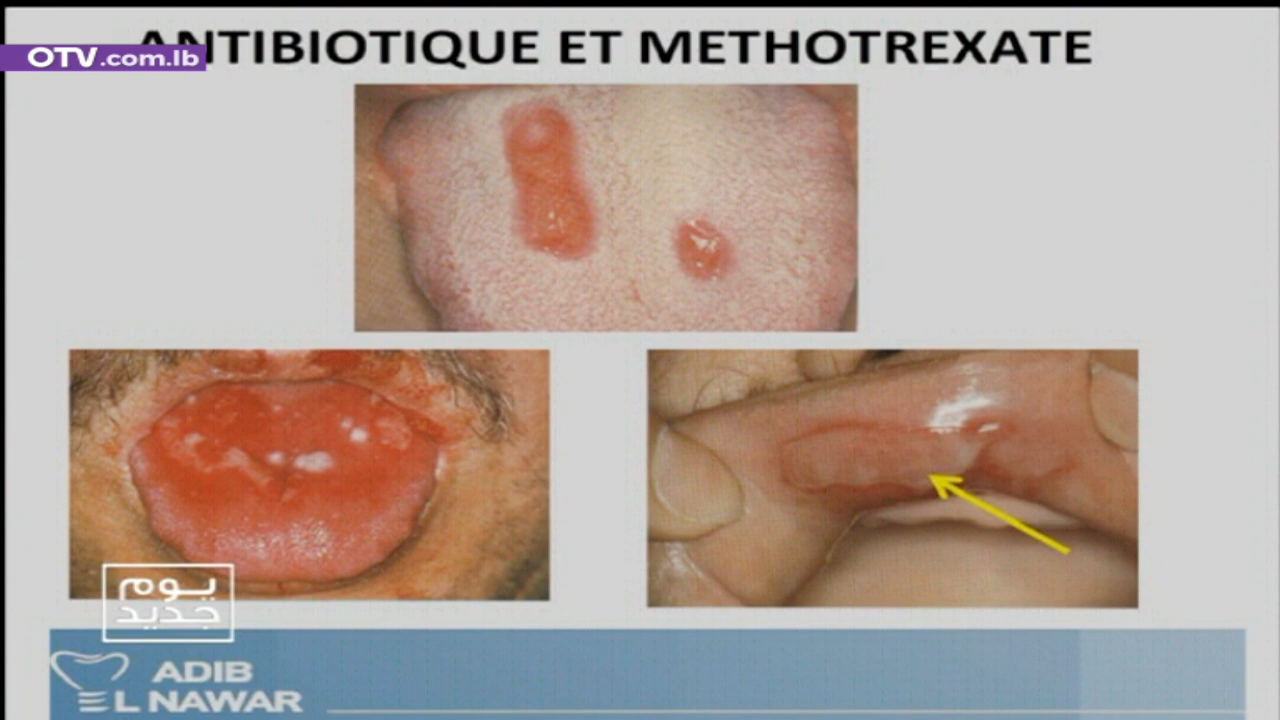 ANTIBIOTIQUE ET METHOTREXATE
OTV.com.lb
يوم
جديد
ADIB
EL NAWAR